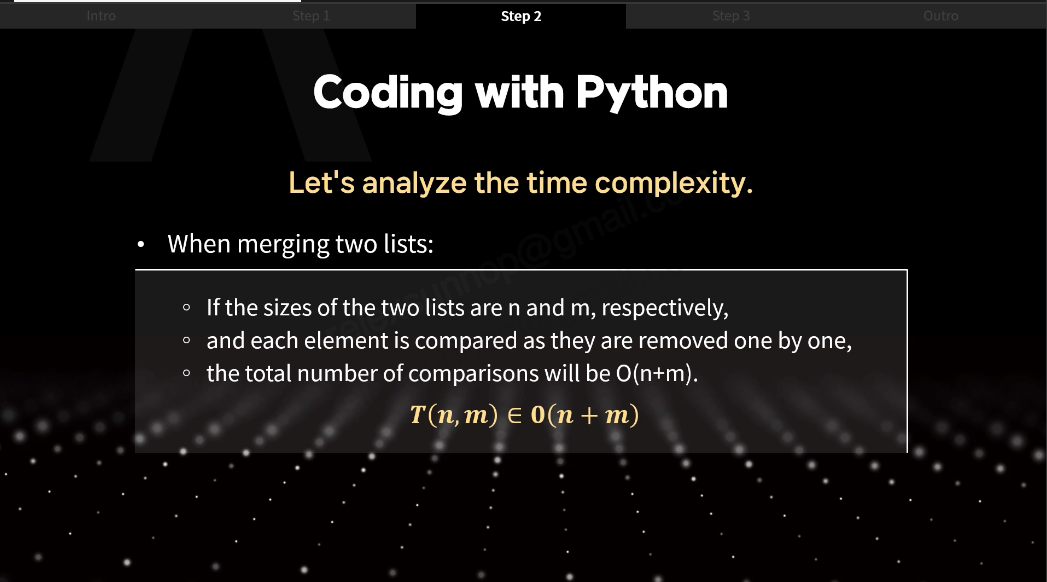 Intro
Step 1
Step 2
Step 3
Outro
Coding with Python
Let's analyze the time complexity.
• When merging two lists:
◦ If the sizes of the two lists are n and m, respectively,
◦ and each element is compared as they are removed one by one,
◦ the total number of comparisons will be O(n+m).
T(n, m) ∈ 0(n + m)